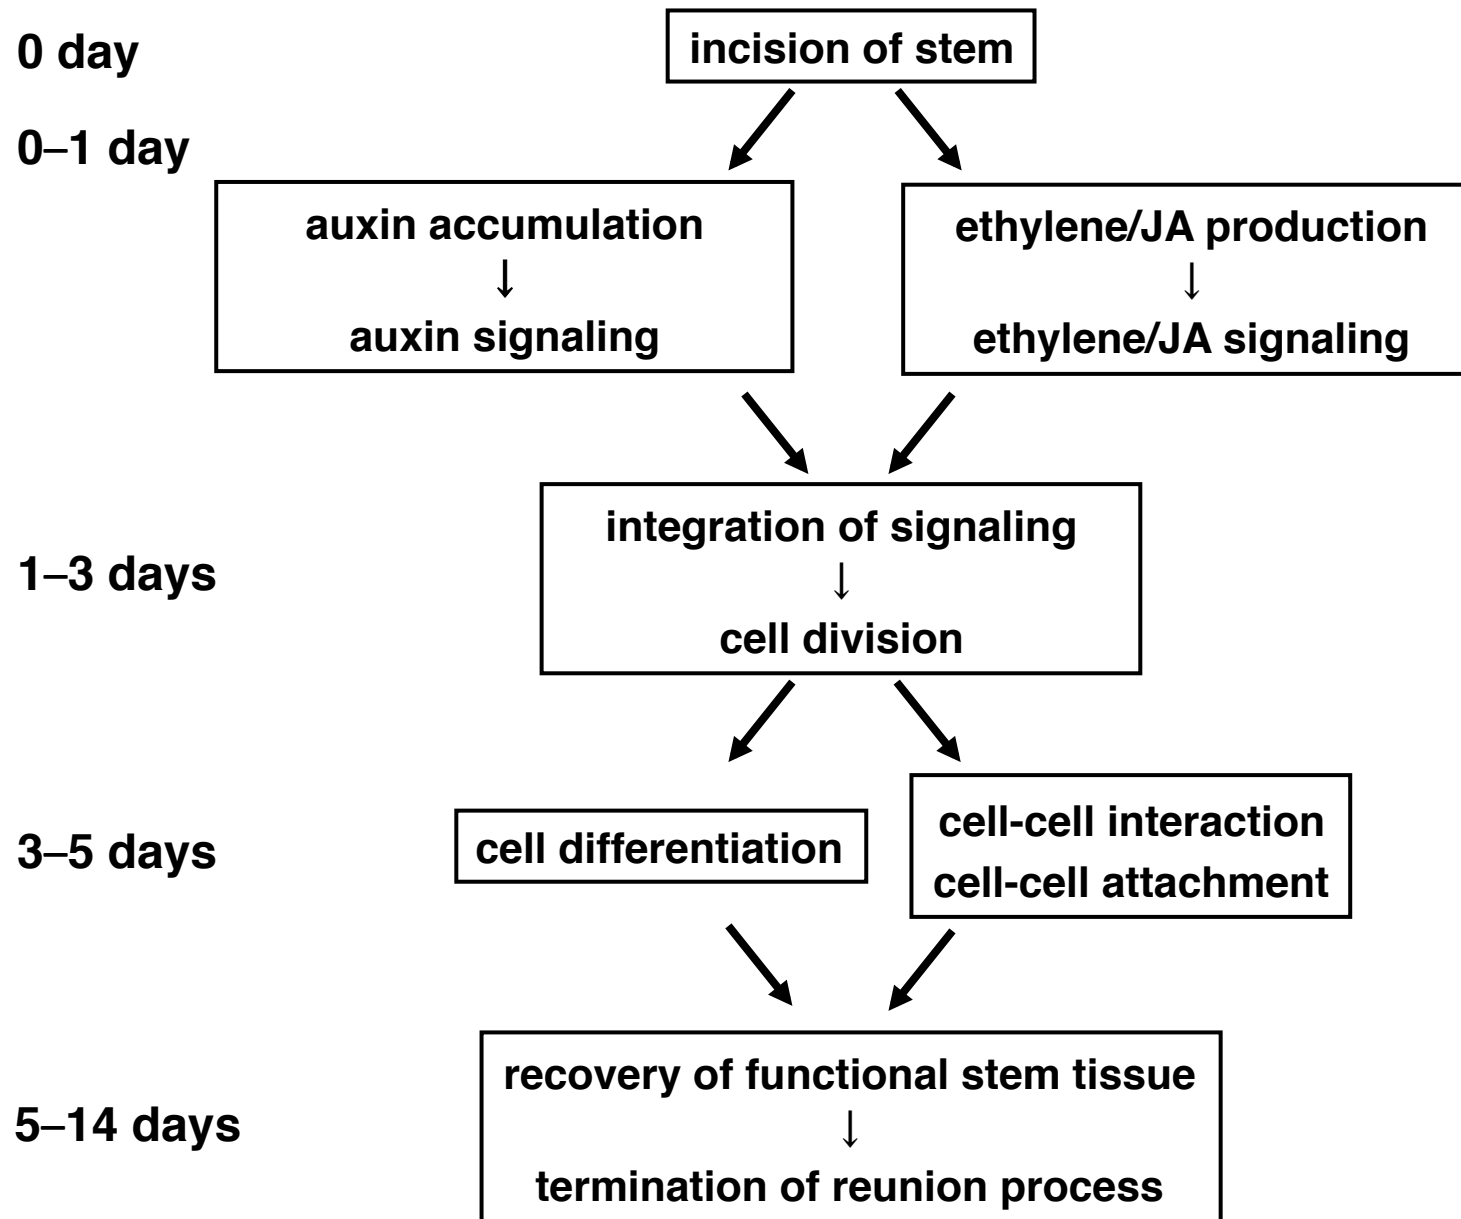 0 day
incision of stem
0–1 day
auxin accumulation
↓
auxin signaling
ethylene/JA production
↓
ethylene/JA signaling
1–3 days
integration of signaling
↓
cell division
3–5 days
cell differentiation
cell-cell interaction
cell-cell attachment
5–14 days
recovery of functional stem tissue
↓
termination of reunion process